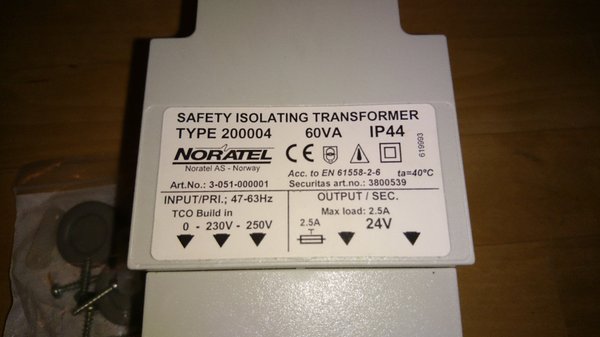 SAFETY ISOLATING TRANSFORMER
TYPE 200004 60VA IP44
NORATEL
Noratel AS - Norway
CE
619993
Acc. to EN 61558-2-6 ta=40°C
Art.No.: 3-051-000001 Securitas art.no.: 3800539
INPUT/PRI.; 47-63Hz OUTPUT / SEC.
TCO Build in Max load: 2.5A
0 - 230V - 250V 2.5A 24V